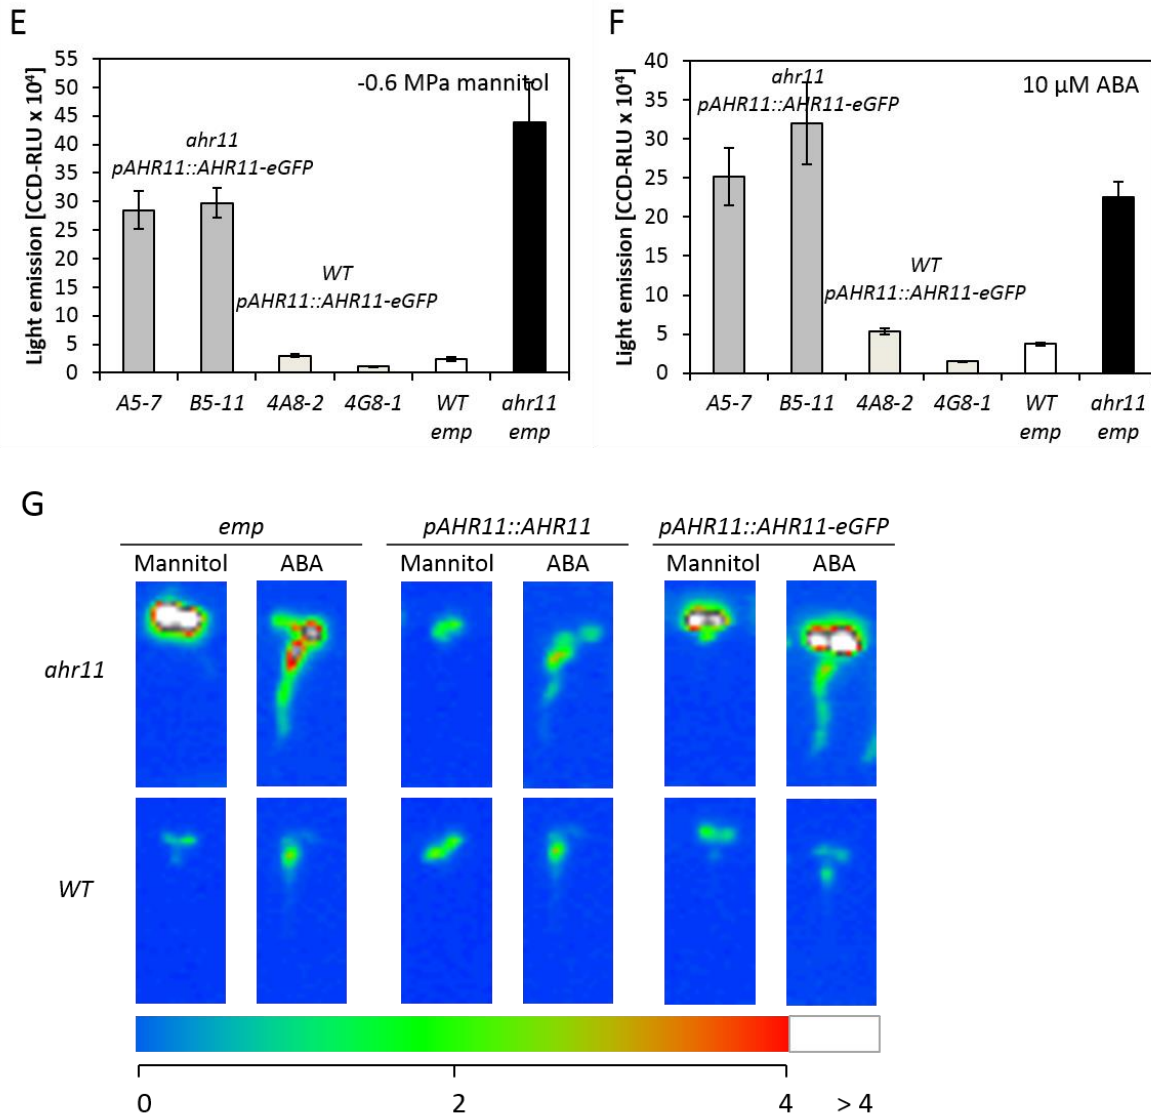 E
Light emission [CCD-RLU x 10⁴]
55
50
45
40
35
30
25
20
15
10
5
0
-0.6 MPa mannitol
ahr11
pAHR11::AHR11-eGFP
WT
pAHR11::AHR11-eGFP
A5-7 B5-11 4A8-2 4G8-1 WT ahr11
emp emp
F
Light emission [CCD-RLU x 10⁴]
40
35
30
25
20
15
10
5
0
10 µM ABA
ahr11
pAHR11::AHR11-eGFP
WT
pAHR11::AHR11-eGFP
A5-7 B5-11 4A8-2 4G8-1 WT ahr11
emp emp
G
emp pAHR11::AHR11 pAHR11::AHR11-eGFP
Mannitol ABA Mannitol ABA Mannitol ABA
ahr11
WT
0 2 4 > 4